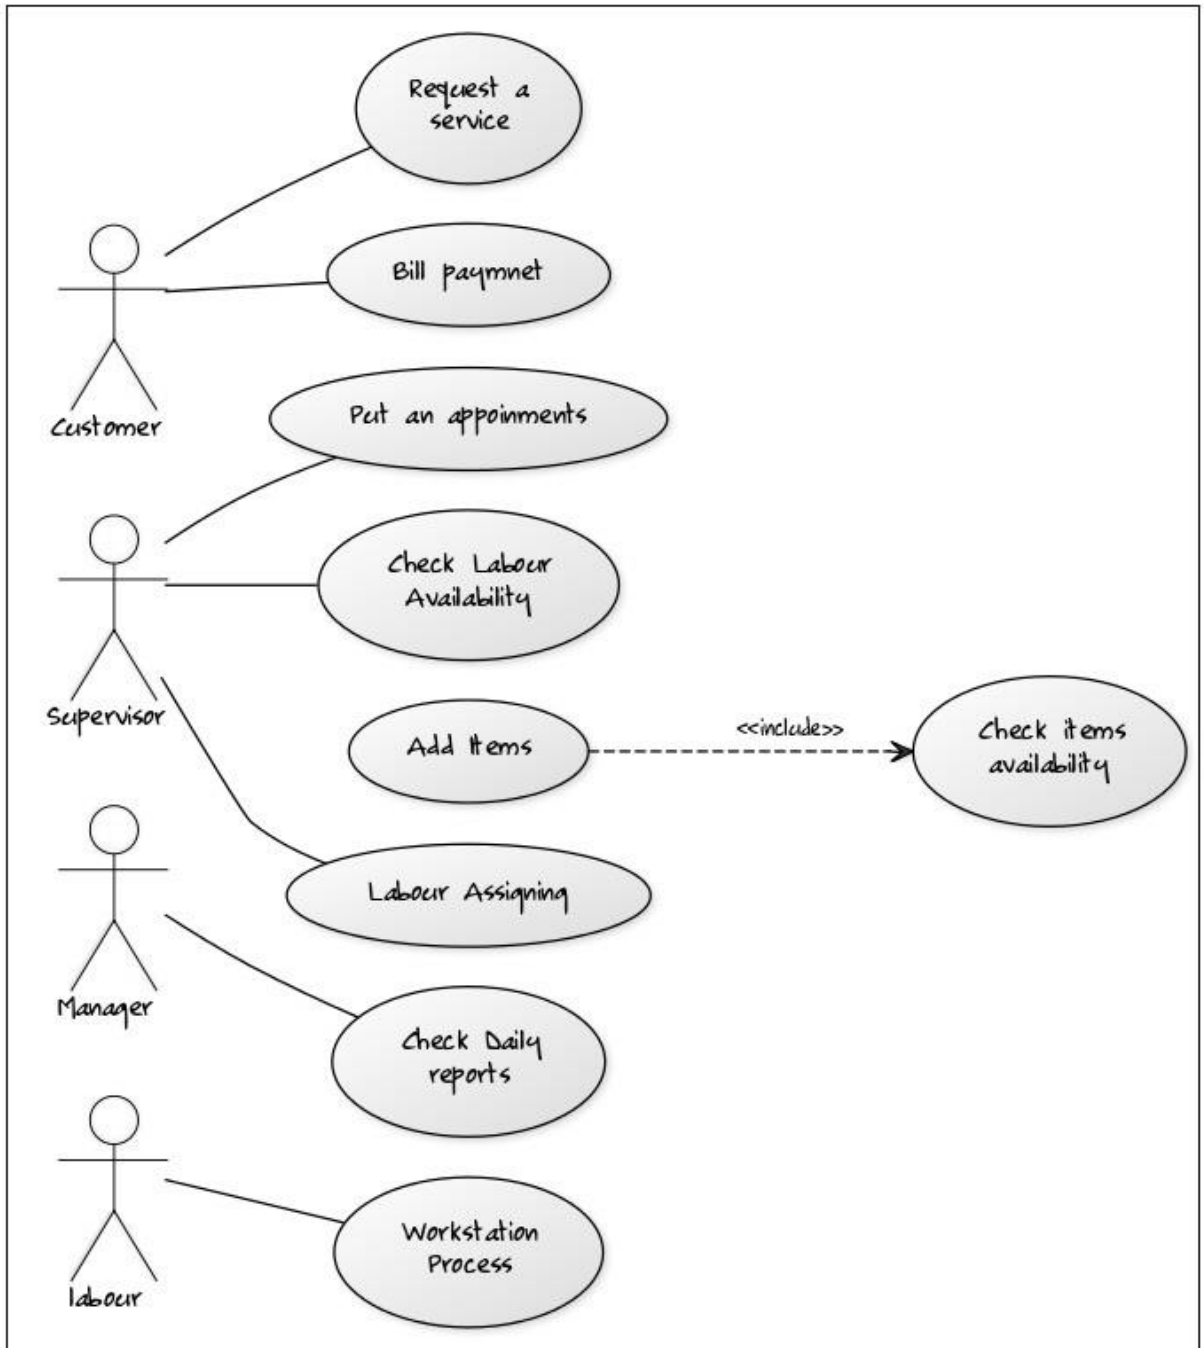 Request a
service
Bill paymnet
Customer
Put an appoinments
Check Labour
Availability
Supervisor
Add Items
<<include>>
Check items
availability
Labour Assigning
Manager
Check Daily
reports
Workstation
Process
labour